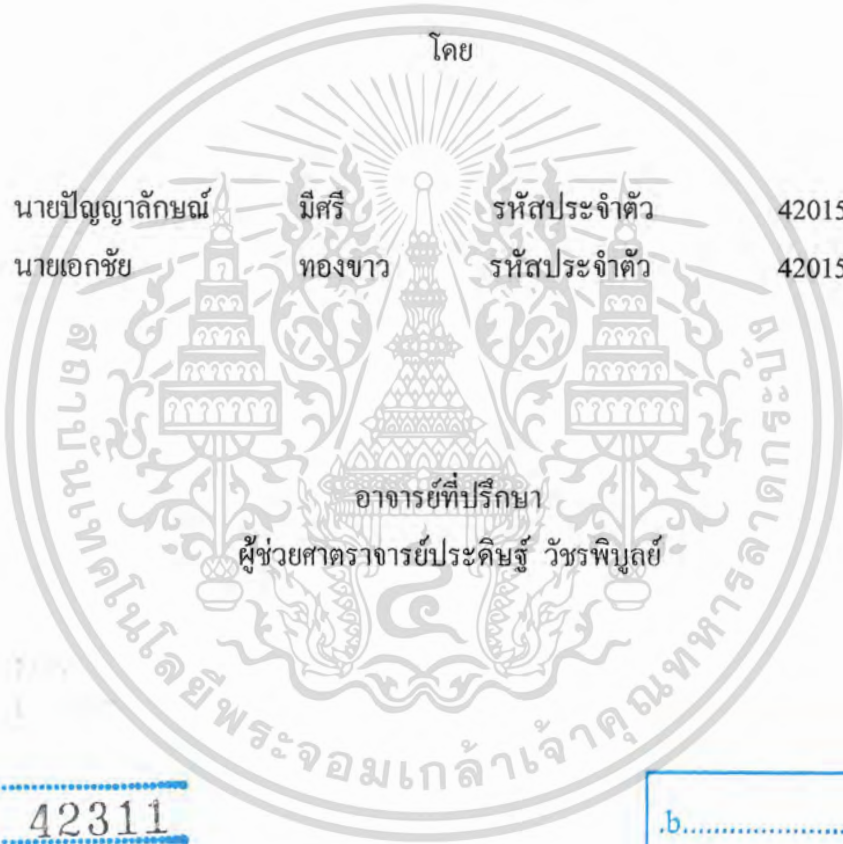 โดย
นายปัญญาลักษณ์ มีศรี รหัสประจำตัว 42015
นายเอกชัย ทองขาว รหัสประจำตัว 42015
อาจารย์ที่ปรึกษา
ผู้ช่วยศาตราจารย์ประดิษฐ์ วัชรพิบูลย์
สถาบันเทคโนโลยีพระจอมเกล้าเจ้าคุณทหารลาดกระบัง
๔
42311
.b....................